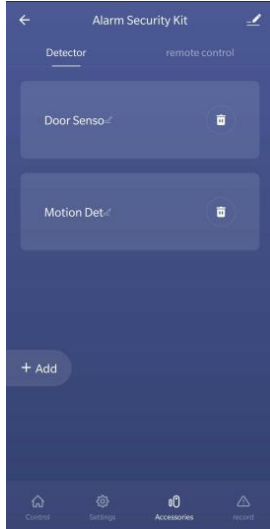 Alarm Security Kit
Detector
remote control
Door Senso
Motion Det
+ Add
Control
Settings
Accessories
record